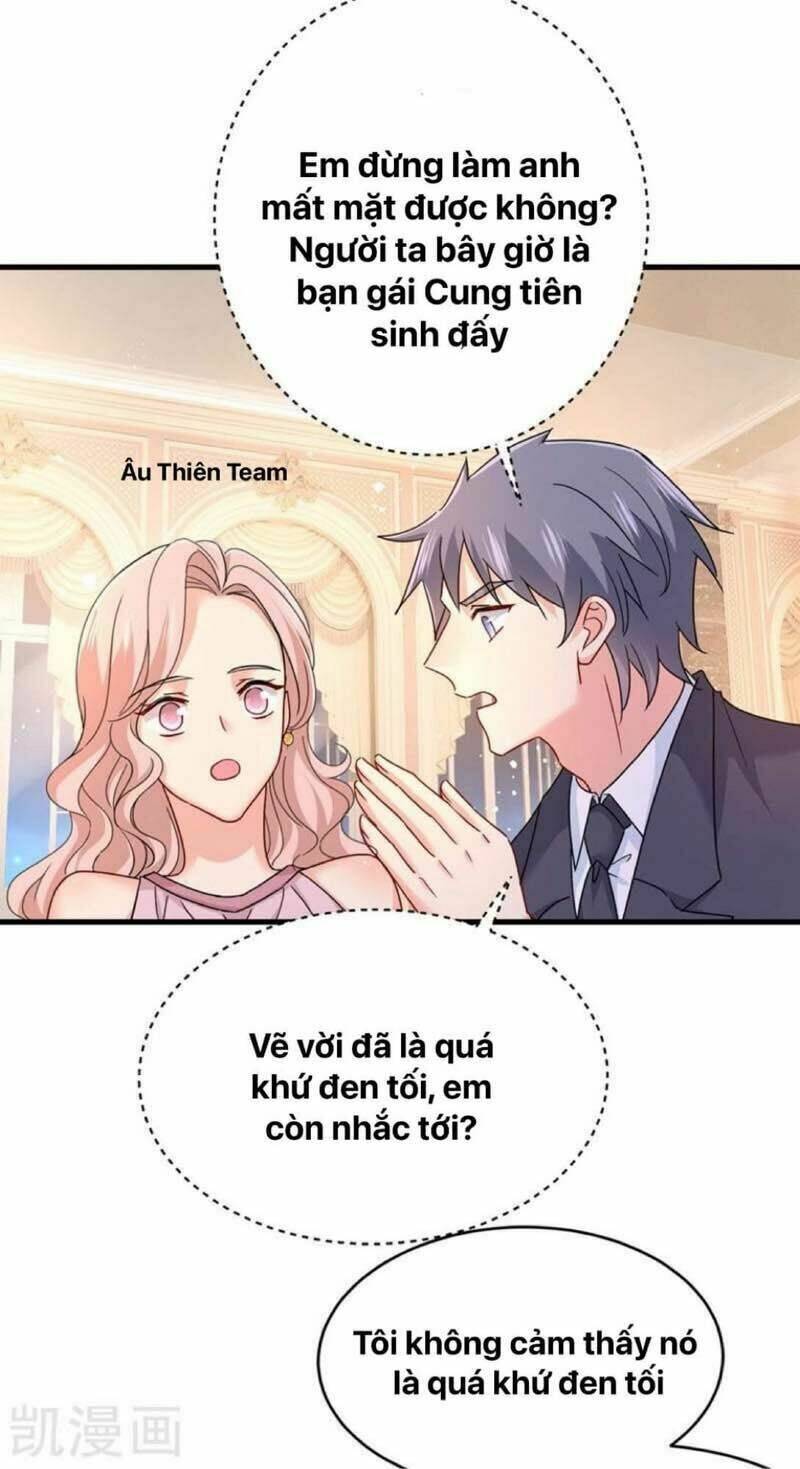 Em đừng làm anh
mất mặt được không?
Người ta bây giờ là
bạn gái Cung tiên
sinh đấy
Âu Thiên Team
Vẽ vời đã là quá
khứ đen tối, em
còn nhắc tới?
Tôi không cảm thấy nó
là quá khứ đen tối
凯漫画